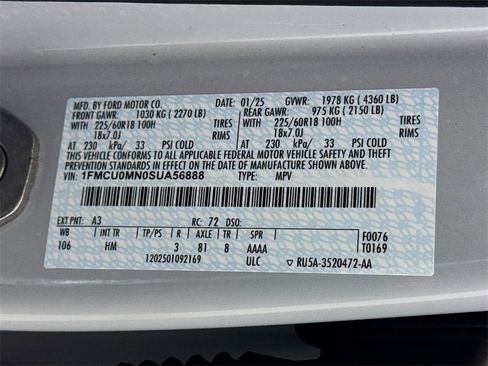 MFD. BY FORD MOTOR CO. 01/25 GVWR: 1978 KG ( 4360 LB)
FRONT GAWR: 1030 KG ( 2270 LB) REAR GAWR: 975 KG ( 2150 LB)
WITH WITH
225/60R18 100H TIRES 225/60R18 100H TIRES
18x7.0J RIMS 18x7.0J RIMS
AT 230 kPa/ 33 PSI COLD AT 230 kPa/ 33 PSI COLD
THIS VEHICLE CONFORMS TO ALL APPLICABLE FEDERAL MOTOR VEHICLE SAFETY, BUMPER, AND THEFT
PREVENTION STANDARDS IN EFFECT ON THE DATE OF MANUFACTURE SHOWN ABOVE.
VIN: 1FMCU0MN0SUA56888 TYPE: MPV
EXT PNT: A3 RC: 72 DSO:
WB INT TR TP/PS R AXLE TR SPR F0076
106 HM 3 81 8 AAAA T0169
1202501092169 ULC RU5A-3520472-AA